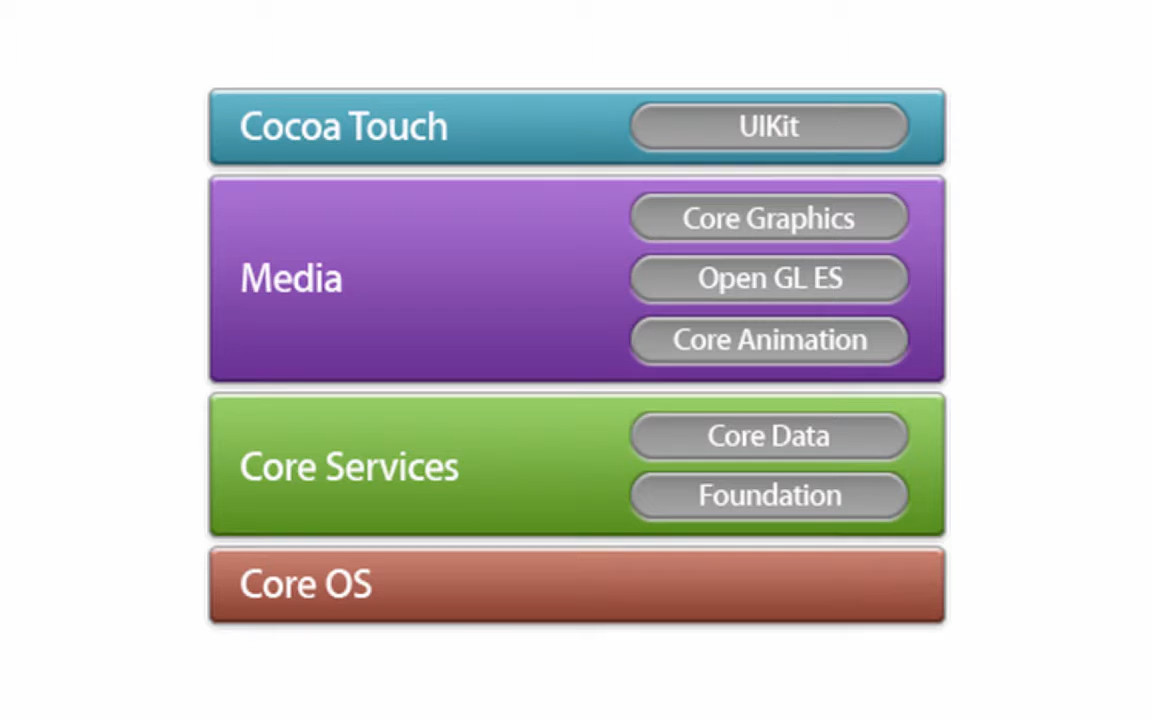 Cocoa Touch
UIKit
Media
Core Graphics
Open GL ES
Core Animation
Core Services
Core Data
Foundation
Core OS